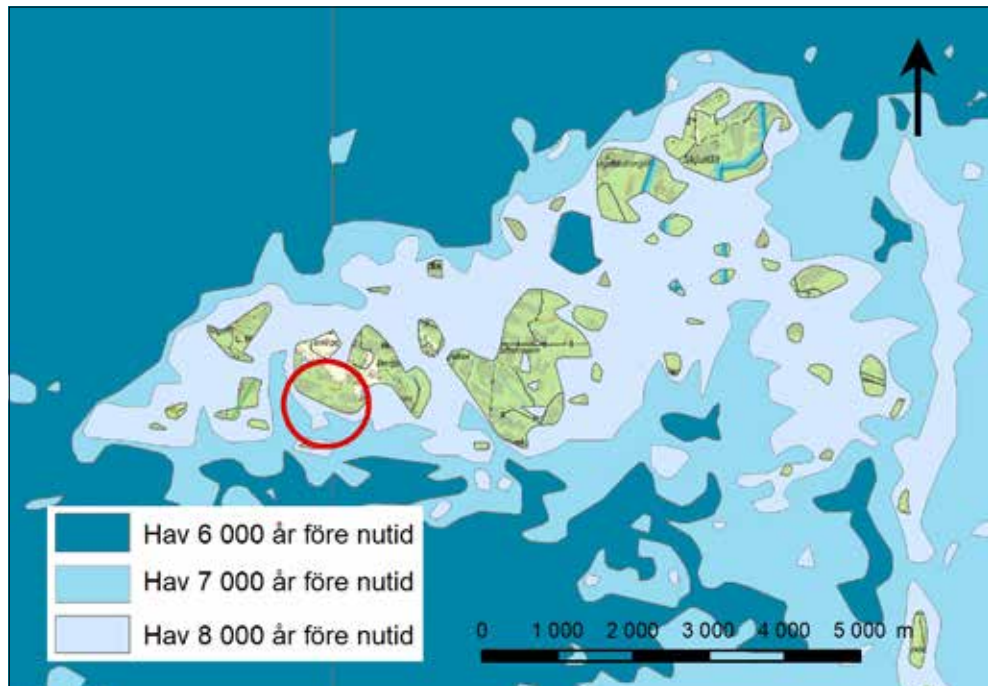 Hav 6 000 år före nutid
Hav 7 000 år före nutid
Hav 8 000 år före nutid
0 1 000 2 000 3 000 4 000 5 000 m